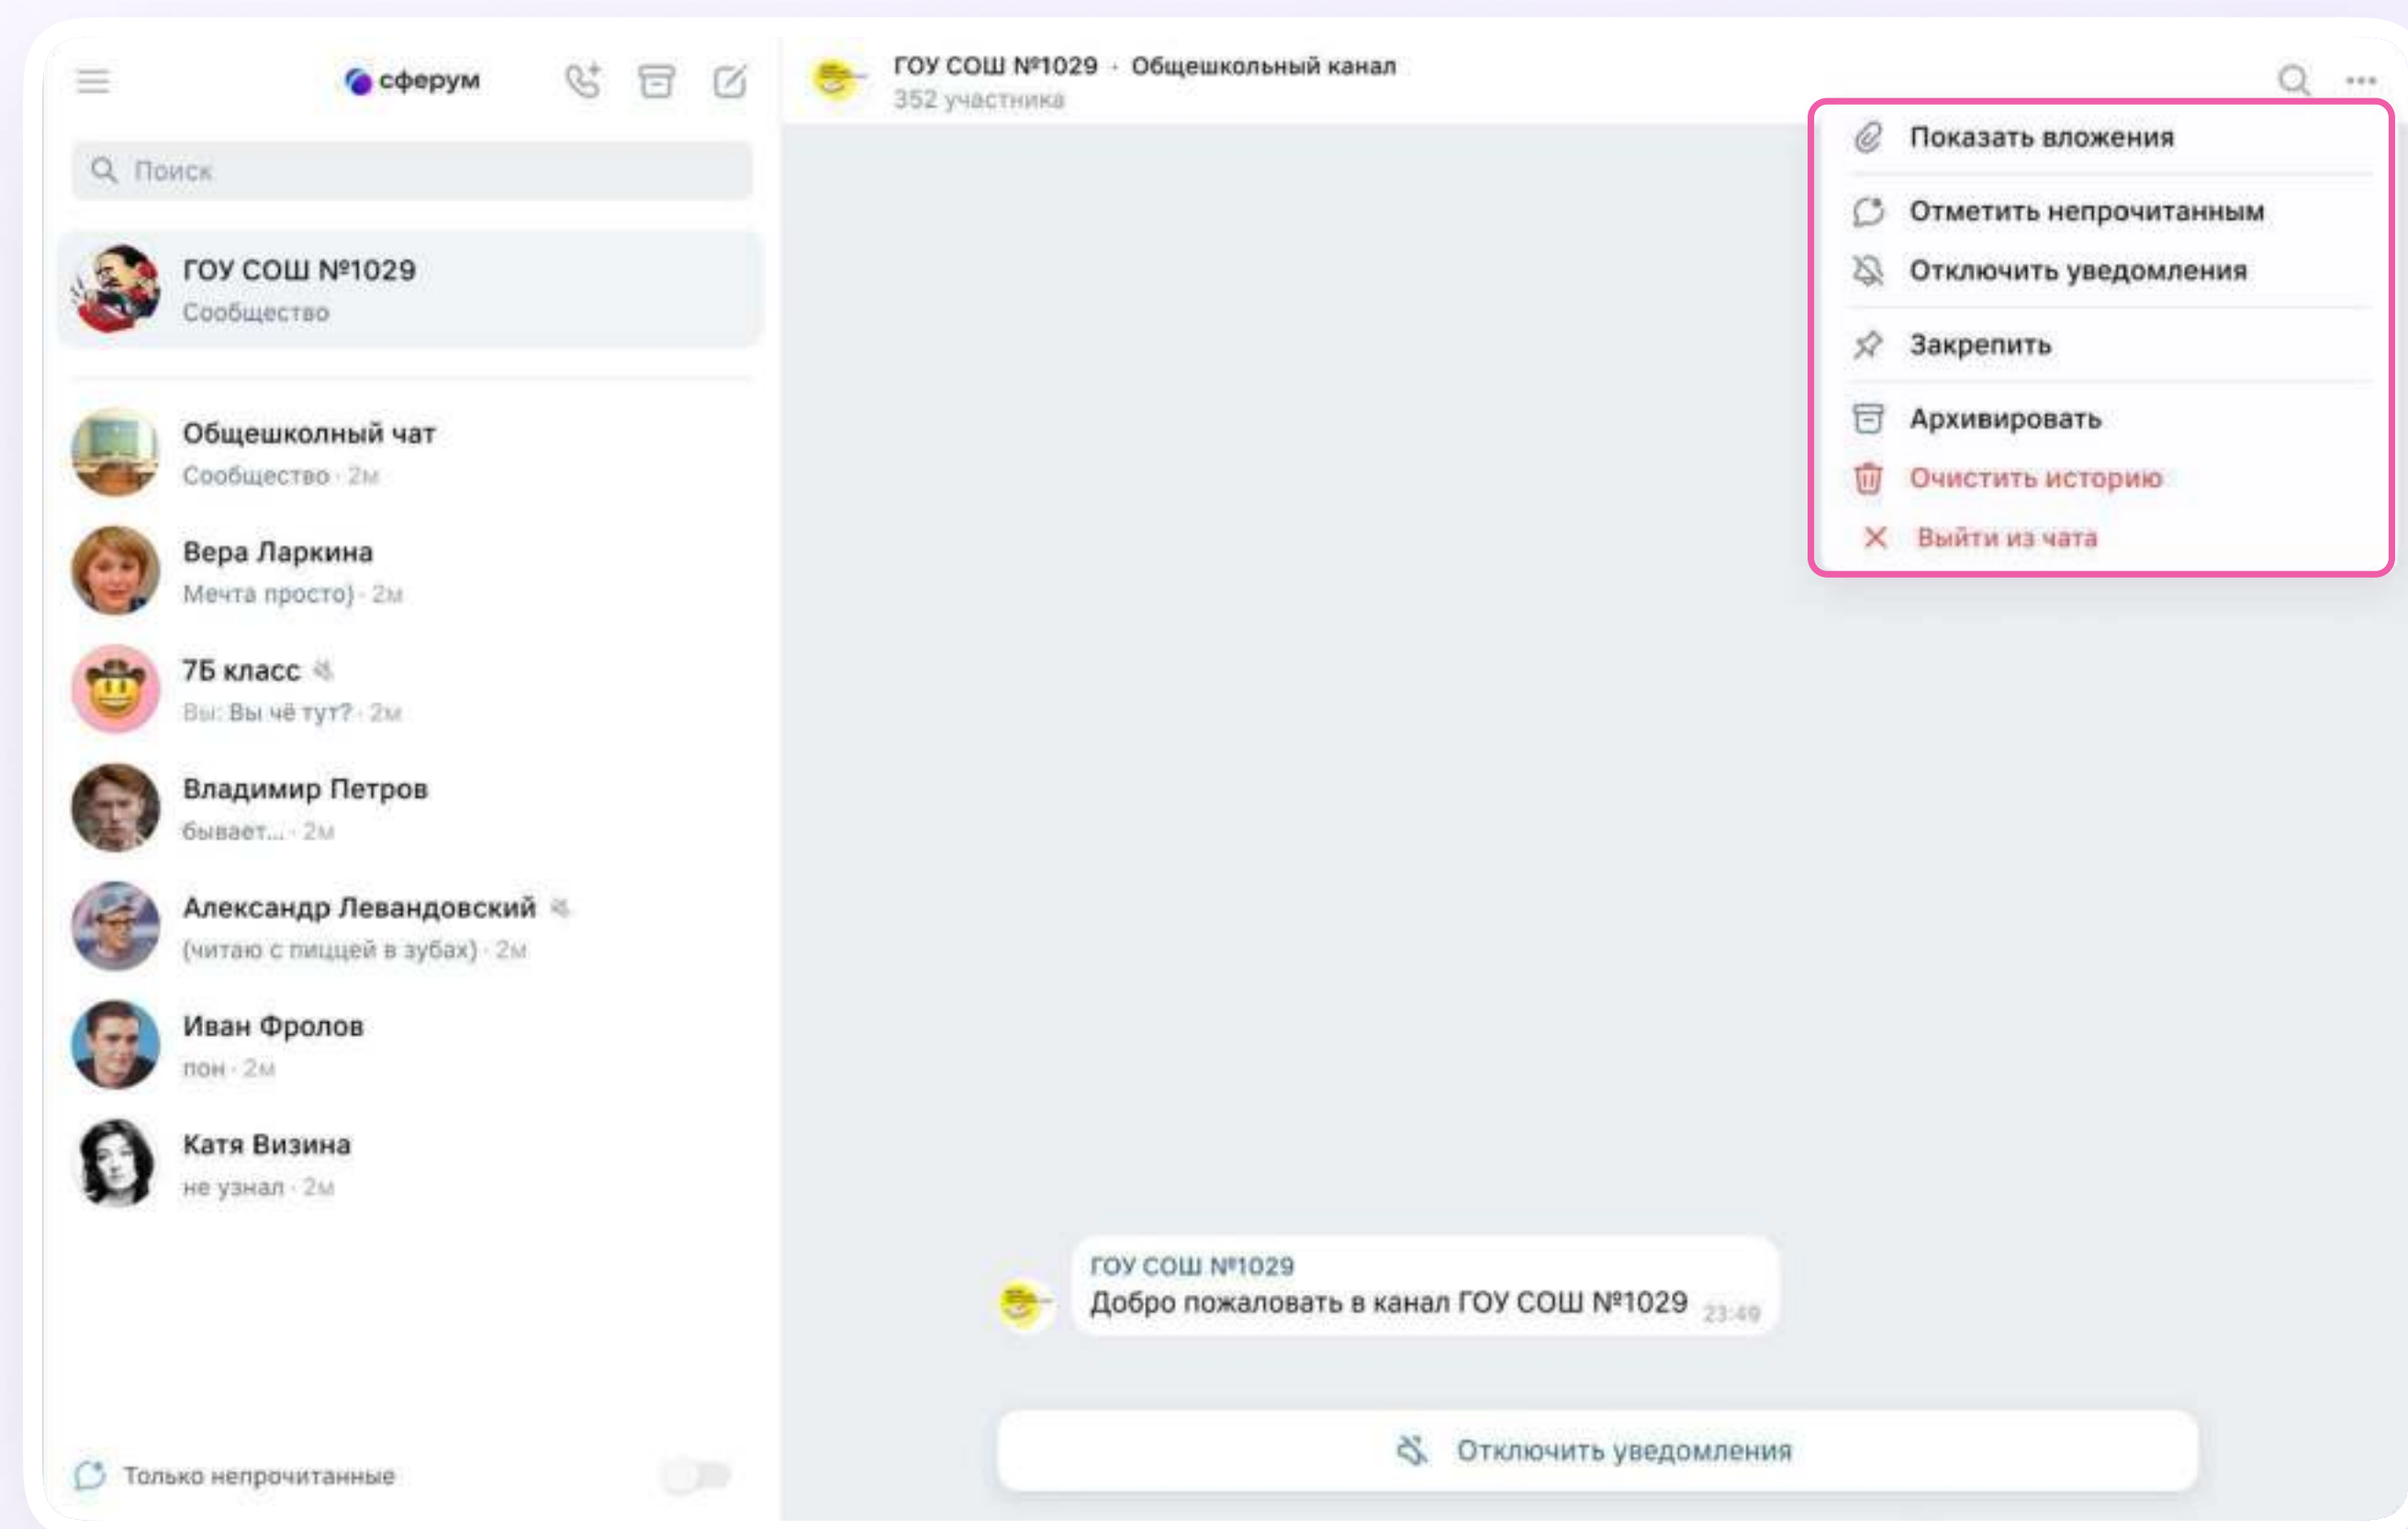 сферум
Поиск
ГОУ СОШ №1029
Сообщество
Общешколный чат
Сообщество · 2м
Вера Ларкина
Мечта просто) · 2м
7Б класс
Вы: Вы чё тут? · 2м
Владимир Петров
бывает... · 2м
Александр Левандовский
(читаю с пиццей в зубах) · 2м
Иван Фролов
пон · 2м
Катя Визина
не узнал · 2м
Только непрочитанные
ГОУ СОШ №1029 · Общешкольный канал
352 участника
Показать вложения
Отметить непрочитанным
Отключить уведомления
Закрепить
Архивировать
Очистить историю
Выйти из чата
ГОУ СОШ №1029
Добро пожаловать в канал ГОУ СОШ №1029 23:49
Отключить уведомления